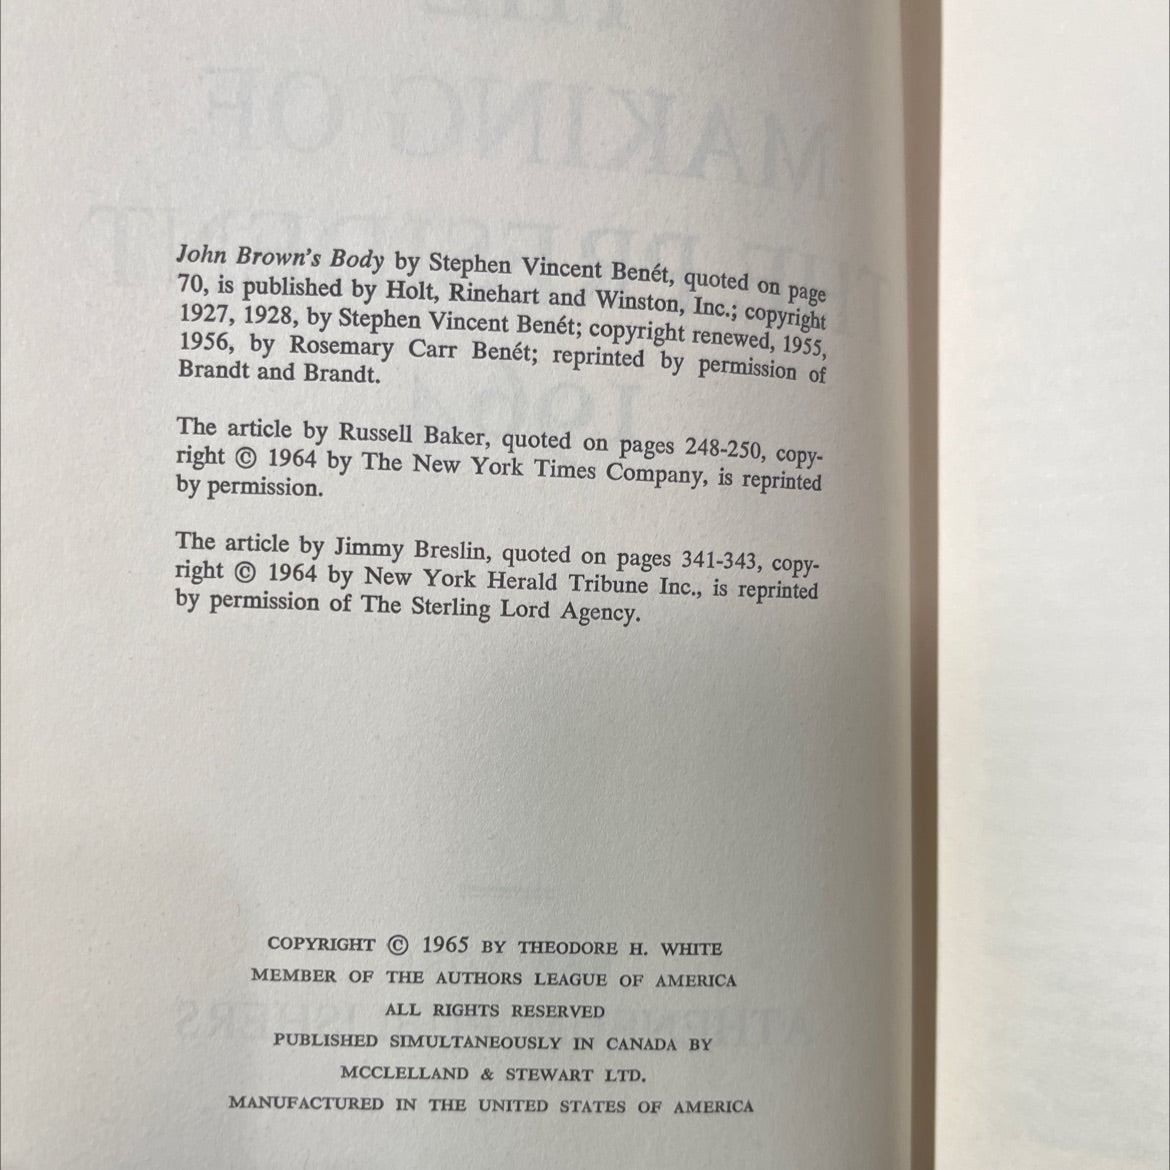 John Brown's Body by Stephen Vincent Benét, quoted on page
70, is published by Holt, Rinehart and Winston, Inc.; copyright
1927, 1928, by Stephen Vincent Benét; copyright renewed, 1955,
1956, by Rosemary Carr Benét; reprinted by permission of
Brandt and Brandt.
The article by Russell Baker, quoted on pages 248-250, copy-
right © 1964 by The New York Times Company, is reprinted
by permission.
The article by Jimmy Breslin, quoted on pages 341-343, copy-
right © 1964 by New York Herald Tribune Inc., is reprinted
by permission of The Sterling Lord Agency.
COPYRIGHT © 1965 BY THEODORE H. WHITE
MEMBER OF THE AUTHORS LEAGUE OF AMERICA
ALL RIGHTS RESERVED
PUBLISHED SIMULTANEOUSLY IN CANADA BY
MCCLELLAND & STEWART LTD.
MANUFACTURED IN THE UNITED STATES OF AMERICA